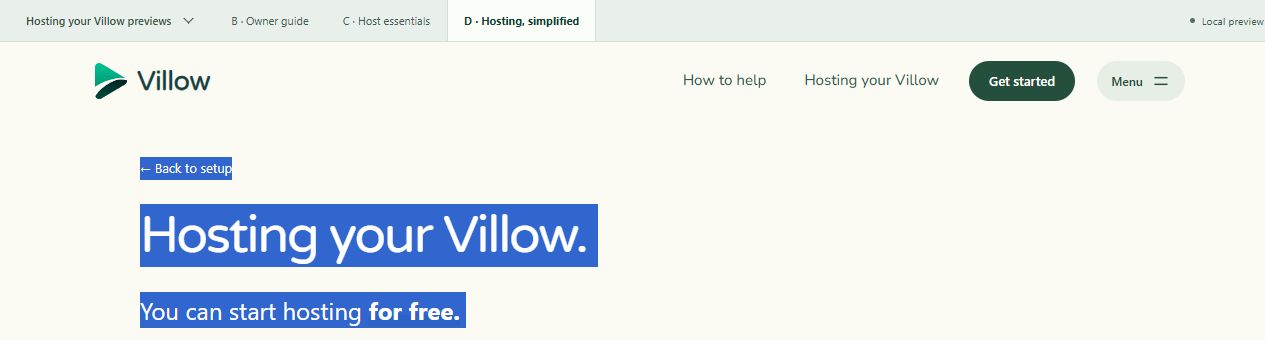 Hosting your Villow previews B · Owner guide C · Host essentials D · Hosting, simplified Local preview
Villow How to help Hosting your Villow Get started Menu
← Back to setup
Hosting your Villow.
You can start hosting for free.